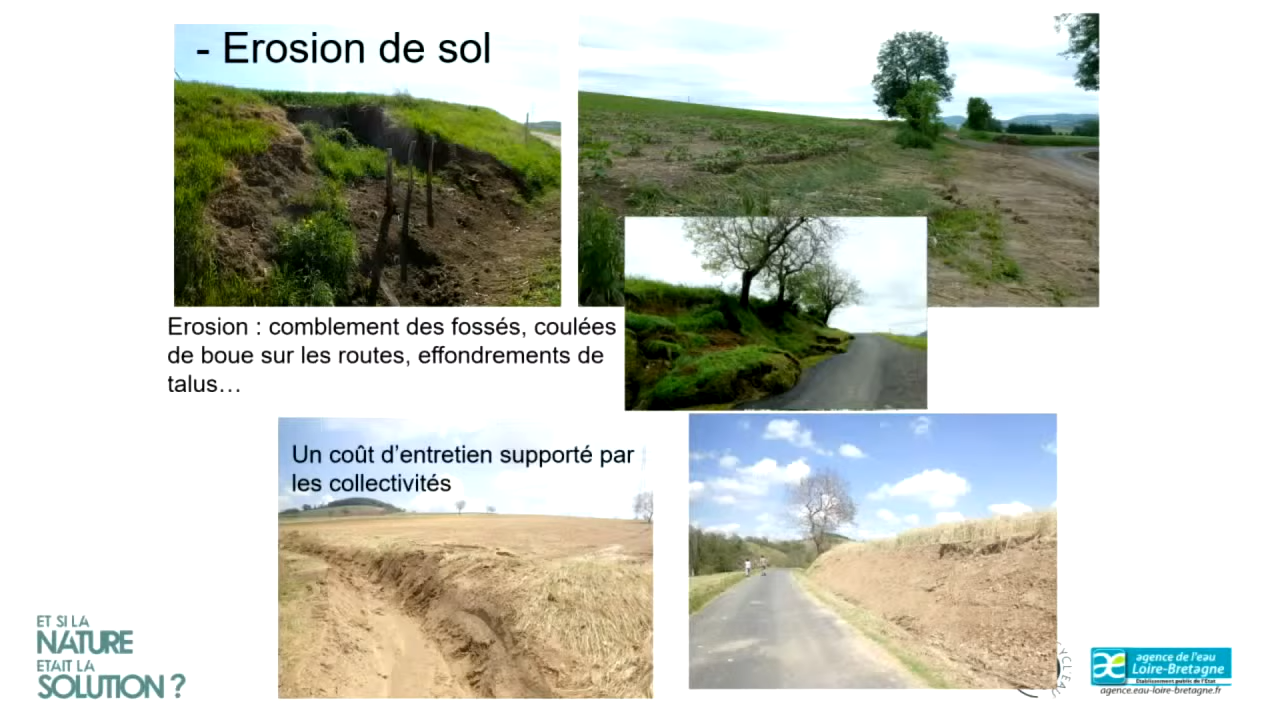 - Erosion de sol
Erosion : comblement des fossés, coulées
de boue sur les routes, effondrements de
talus…
Un coût d’entretien supporté par
les collectivités
ET SI LA
NATURE
ETAIT LA
SOLUTION ?
CYCL'EAU
agence de l'eau
Loire-Bretagne
Etablissement public de l'Etat
agence.eau-loire-bretagne.fr